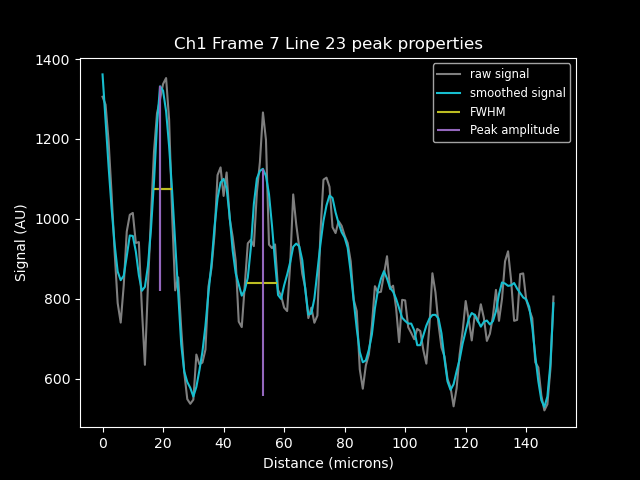 Ch1 Frame 7 Line 23 peak properties
raw signal
smoothed signal
FWHM
Peak amplitude
Signal (AU)
1400
1200
1000
800
600
0 20 40 60 80 100 120 140
Distance (microns)